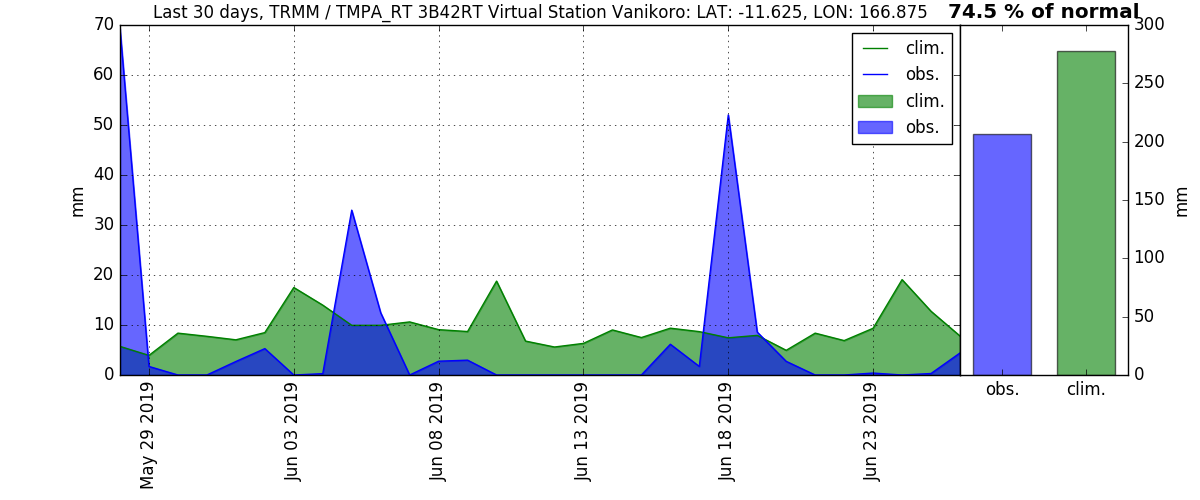 Last 30 days, TRMM / TMPA_RT 3B42RT Virtual Station Vanikoro: LAT: -11.625, LON: 166.875
74.5 % of normal
70
60
50
40
30
20
10
0
mm
clim.
obs.
clim.
obs.
May 29 2019
Jun 03 2019
Jun 08 2019
Jun 13 2019
Jun 18 2019
Jun 23 2019
300
250
200
150
100
50
0
mm
obs.
clim.